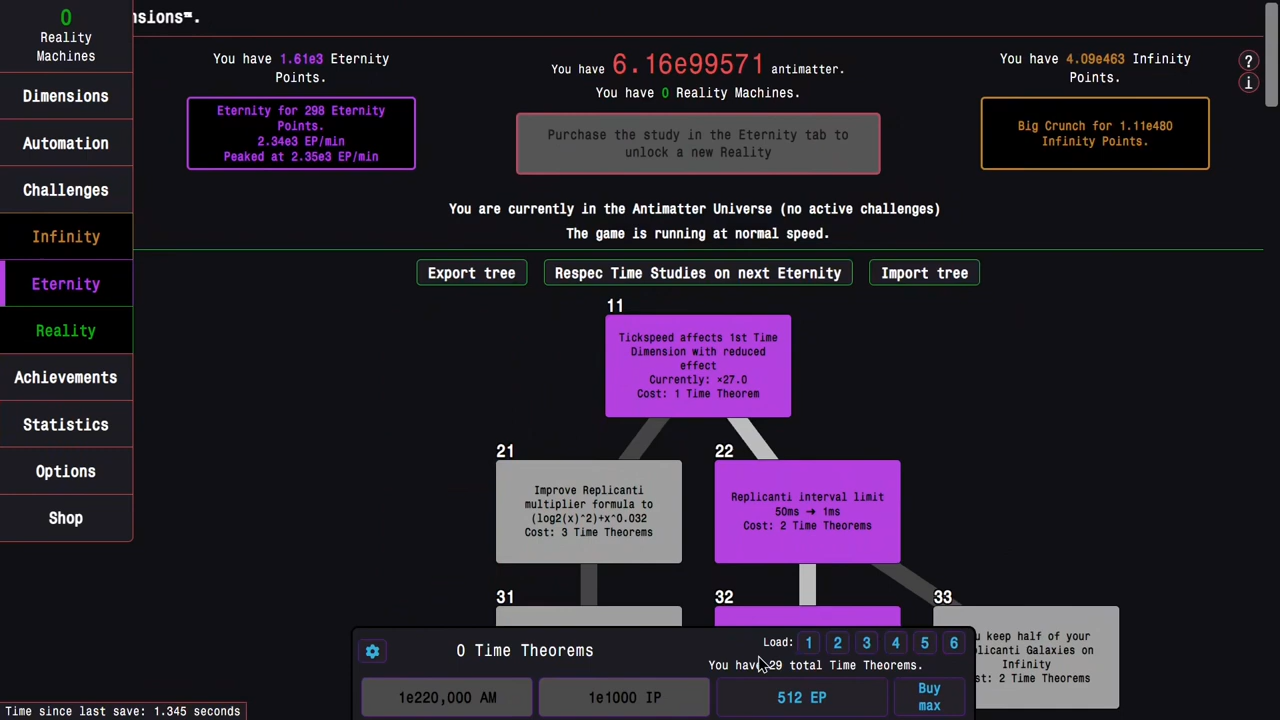 0
Reality
Machines
nsions™.
Dimensions
Automation
Challenges
Infinity
Eternity
Reality
Achievements
Statistics
Options
Shop
You have 1.61e3 Eternity
Points.
Eternity for 298 Eternity
Points.
2.34e3 EP/min
Peaked at 2.35e3 EP/min
You have 6.16e99571 antimatter.
You have 0 Reality Machines.
Purchase the study in the Eternity tab to
unlock a new Reality
You have 4.09e463 Infinity
Points.
Big Crunch for 1.11e480
Infinity Points.
?
i
You are currently in the Antimatter Universe (no active challenges)
The game is running at normal speed.
Export tree
Respec Time Studies on next Eternity
Import tree
11
Tickspeed affects 1st Time
Dimension with reduced
effect
Currently: ×27.0
Cost: 1 Time Theorem
21
Improve Replicanti
multiplier formula to
(log2(x)^2)+x^0.032
Cost: 3 Time Theorems
22
Replicanti interval limit
50ms → 1ms
Cost: 2 Time Theorems
31
32
33
u keep half of your
plicanti Galaxies on
Infinity
st: 2 Time Theorems
0 Time Theorems
Load: 1 2 3 4 5 6
You have 29 total Time Theorems.
1e220,000 AM
1e1000 IP
512 EP
Buy
max
Time since last save: 1.345 seconds